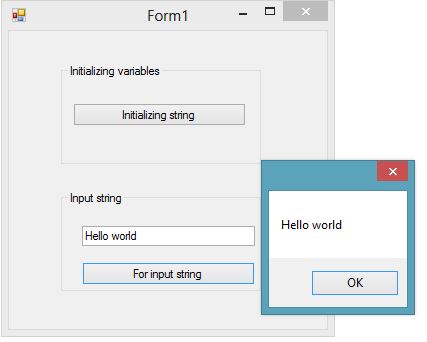 Form1
Initializing variables
Initializing string
Input string
Hello world
For input string
Hello world
OK